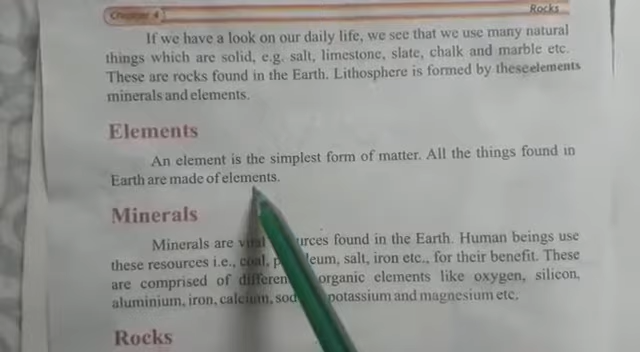 Chapter 4
Rocks
If we have a look on our daily life, we see that we use many natural
things which are solid, e.g. salt, limestone, slate, chalk and marble etc.
These are rocks found in the Earth. Lithosphere is formed by these elements
minerals and elements.
Elements
An element is the simplest form of matter. All the things found in
Earth are made of elements.
Minerals
Minerals are found in the Earth. Human beings use
these resources i.e., coal, salt, iron etc., for their benefit. These
are comprised of organic elements like oxygen, silicon,
aluminium, iron, calcium, potassium and magnesium etc.
Rocks